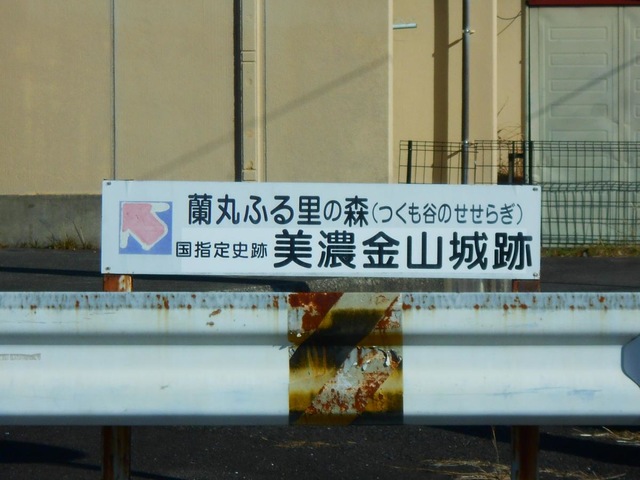 蘭丸ふる里の森(つくも谷のせせらぎ)
国指定史跡 美濃金山城跡